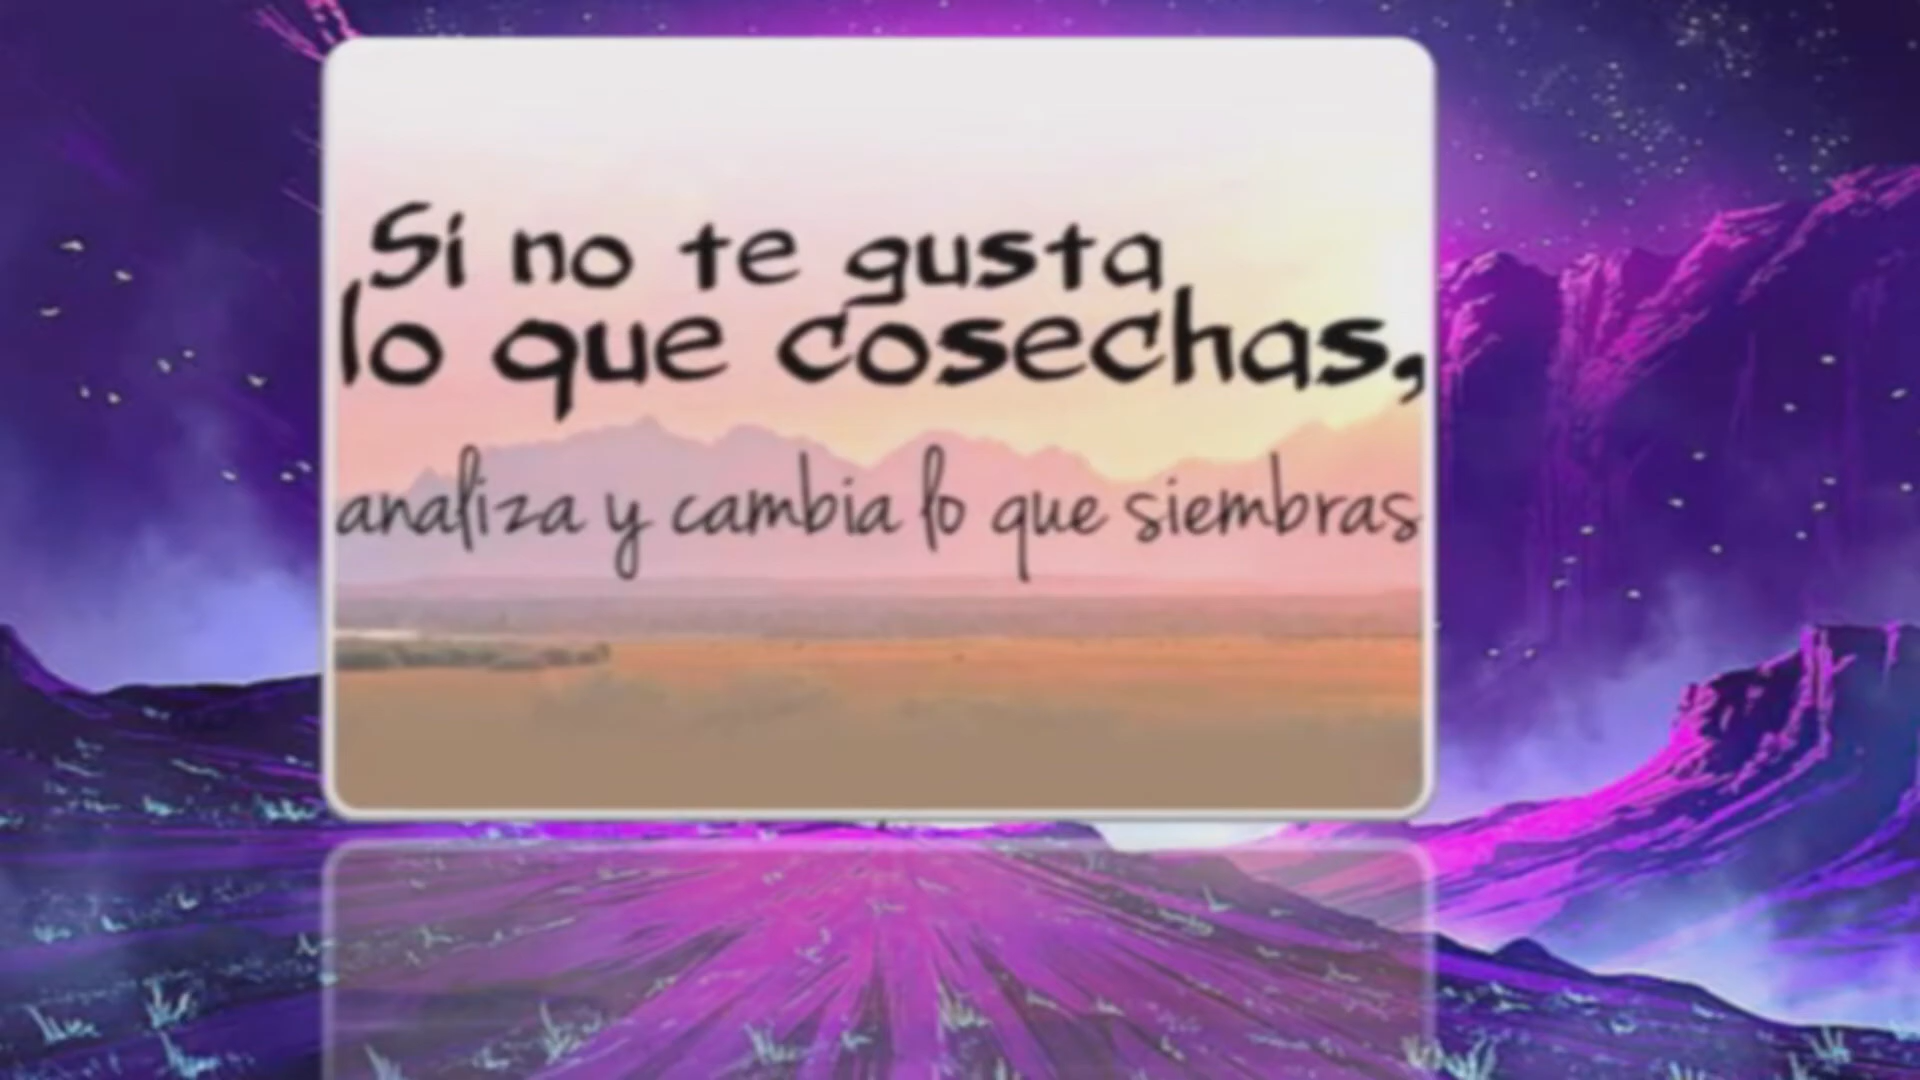 Si no te gusta
lo que cosechas,
analiza y cambia lo que siembras